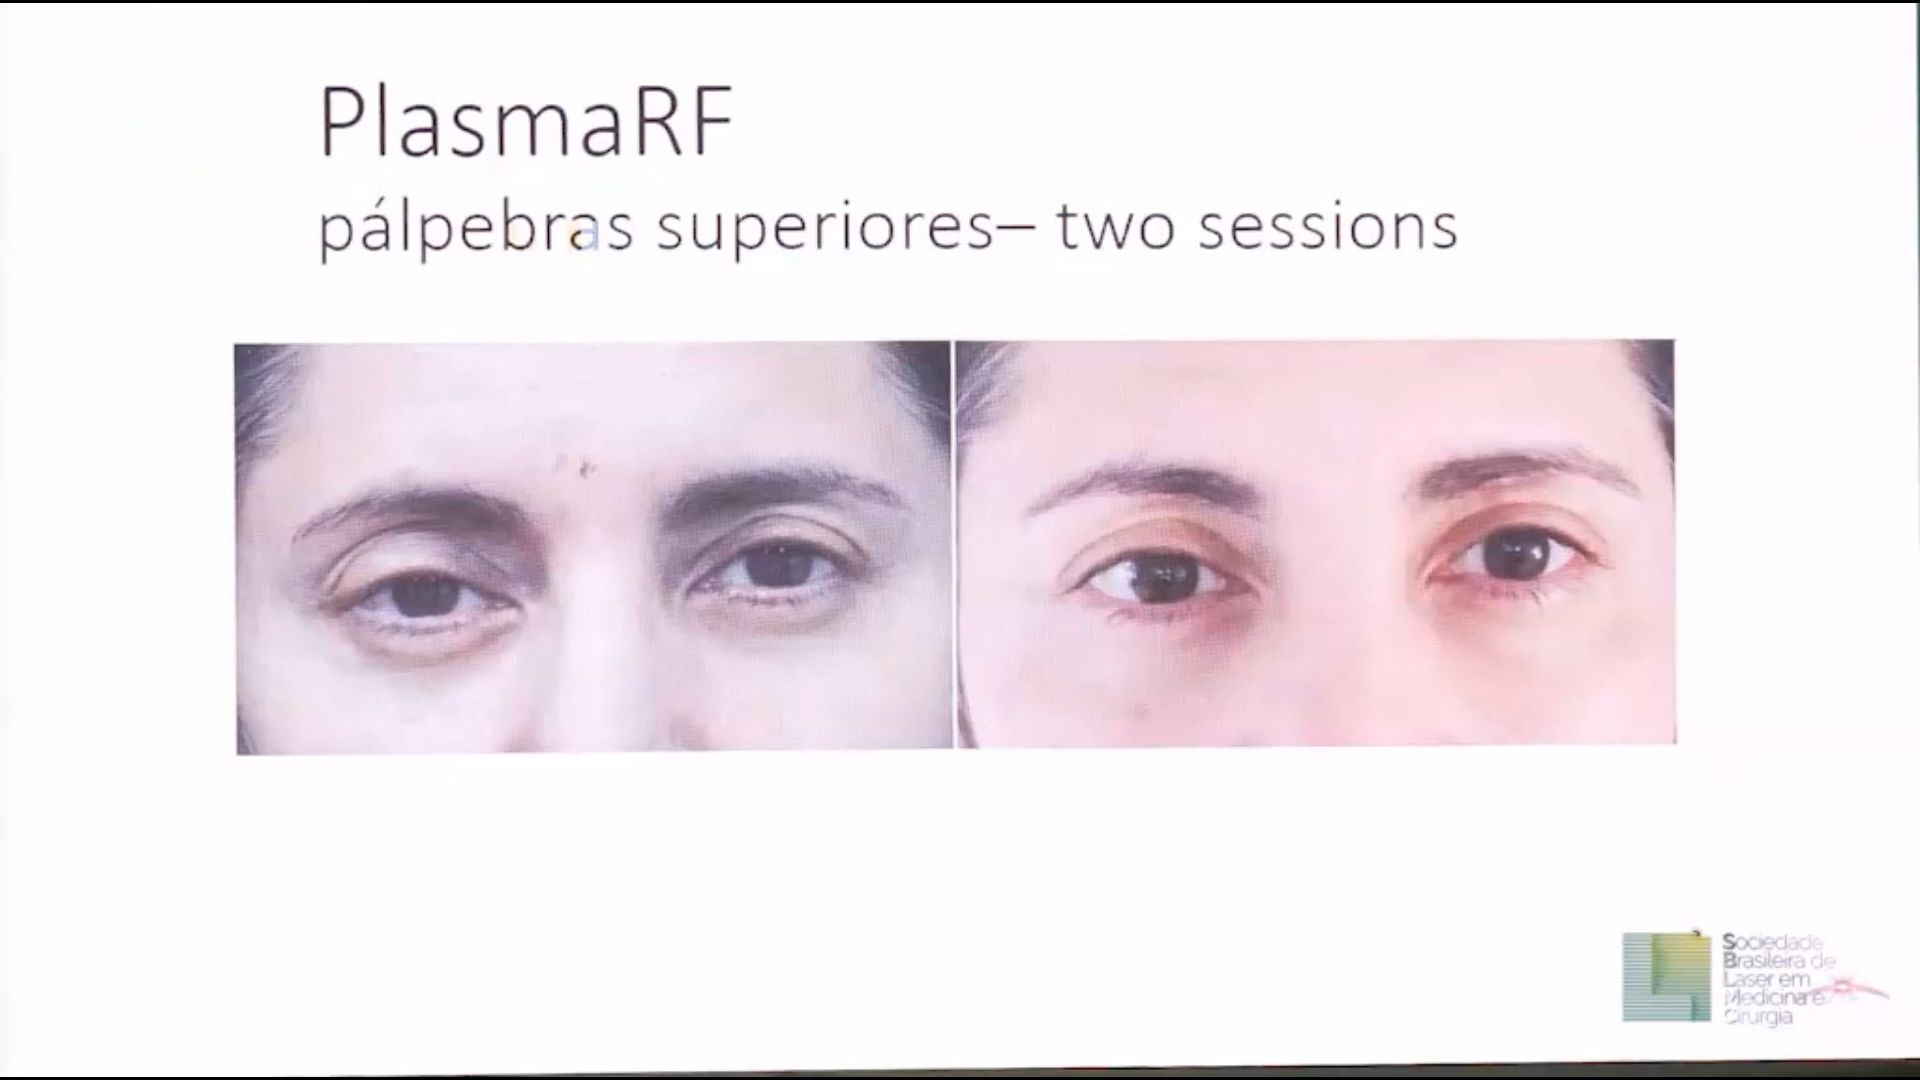 PlasmaRF
pálpebras superiores– two sessions
Sociedade
Brasileira de
Laser em
Medicina e
Cirurgia